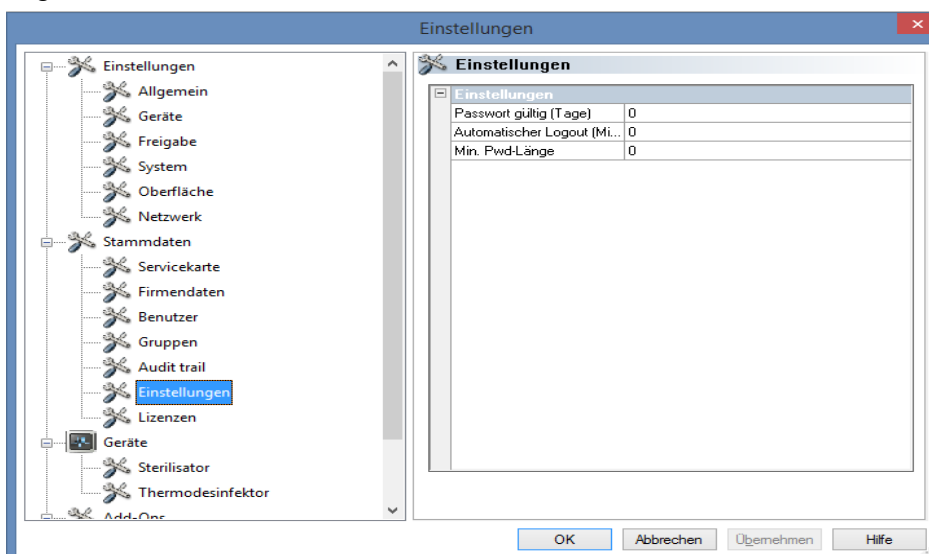 Einstellungen
Einstellungen
Allgemein
Geräte
Freigabe
System
Oberfläche
Netzwerk
Stammdaten
Servicekarte
Firmendaten
Benutzer
Gruppen
Audit trail
Einstellungen
Lizenzen
Geräte
Sterilisator
Thermodesinfektor
Add-Ons
Einstellungen
Einstellungen
Passwort gültig (Tage) 0
Automatischer Logout (Mi... 0
Min. Pwd-Länge 0
OK Abbrechen Übernehmen Hilfe